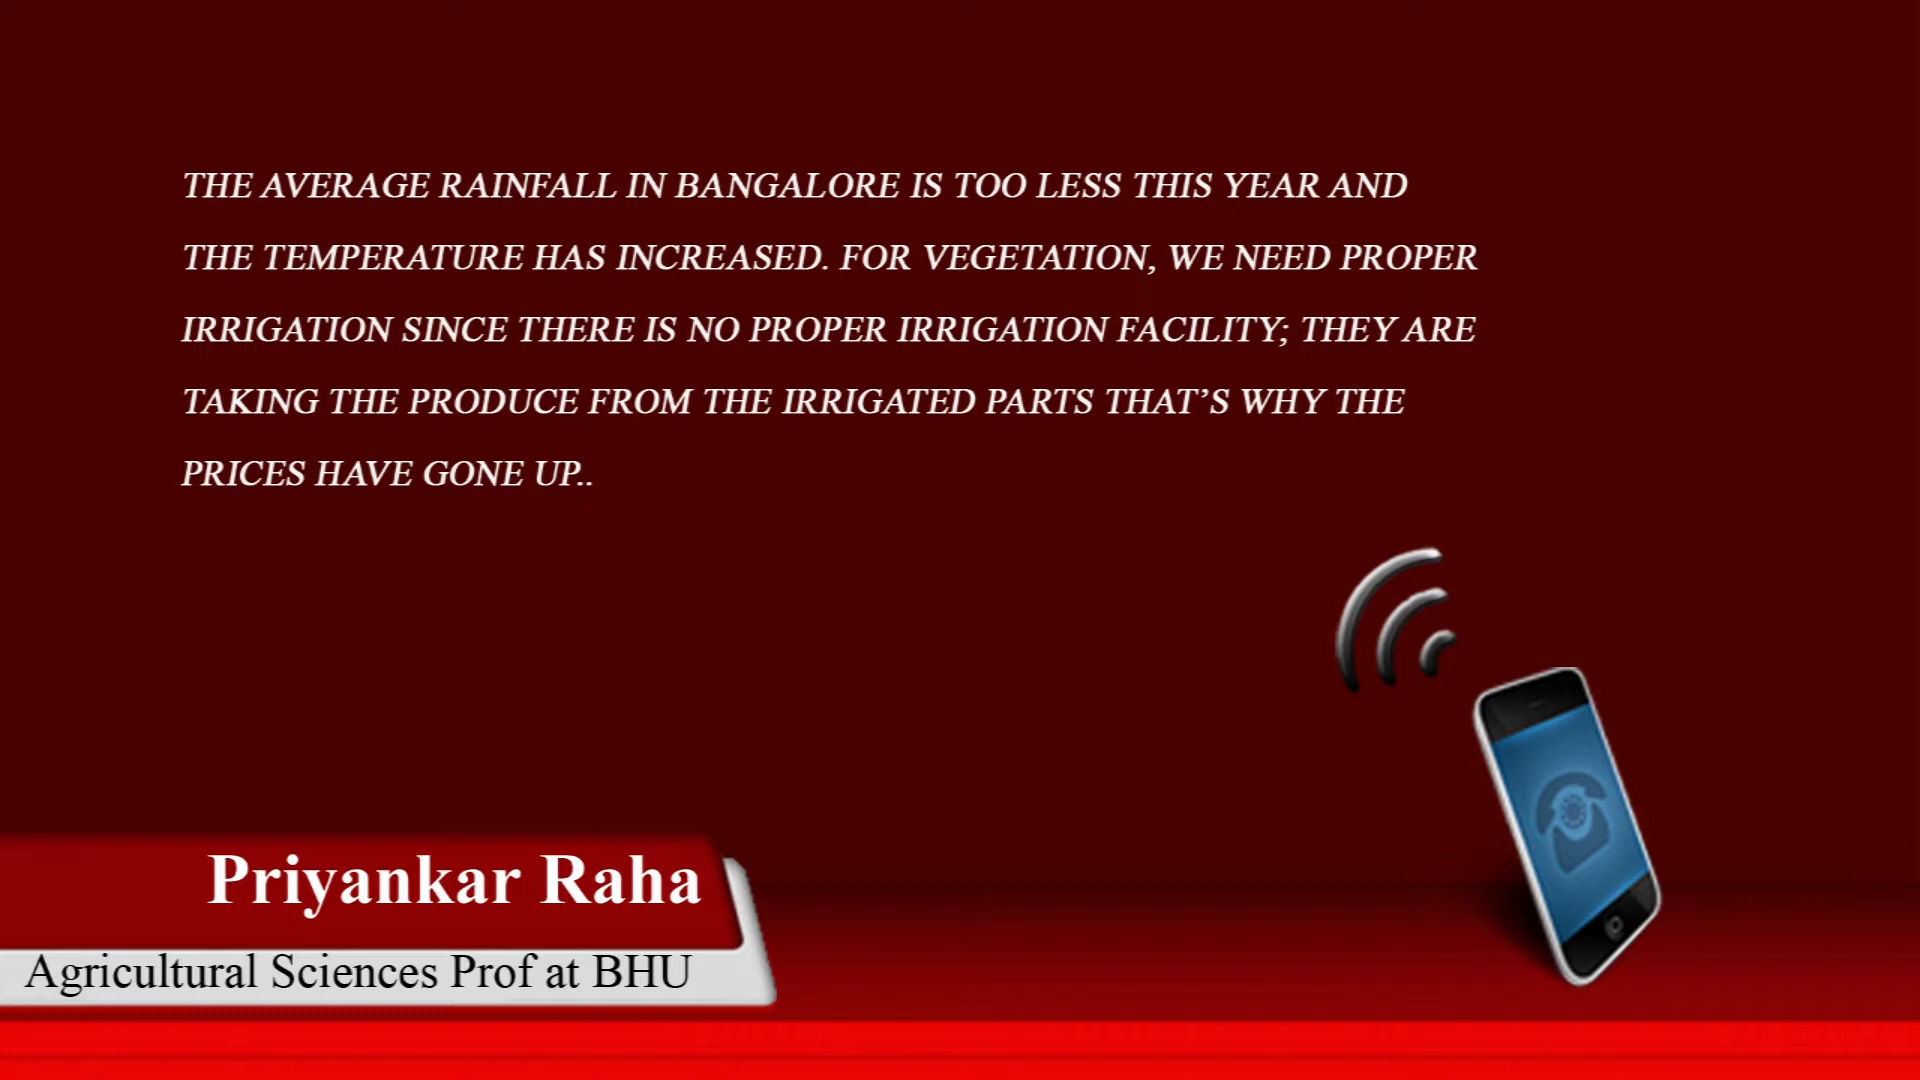 THE AVERAGE RAINFALL IN BANGALORE IS TOO LESS THIS YEAR AND
THE TEMPERATURE HAS INCREASED. FOR VEGETATION, WE NEED PROPER
IRRIGATION SINCE THERE IS NO PROPER IRRIGATION FACILITY; THEY ARE
TAKING THE PRODUCE FROM THE IRRIGATED PARTS THAT’S WHY THE
PRICES HAVE GONE UP..
Priyankar Raha
Agricultural Sciences Prof at BHU